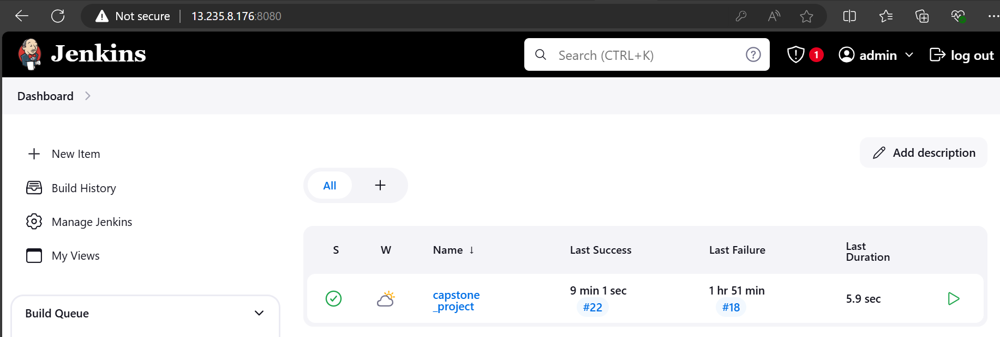 Not secure 13.235.8.176:8080
Jenkins
Search (CTRL+K)
1
admin
log out
Dashboard
New Item
Build History
Manage Jenkins
My Views
Build Queue
Add description
All
S W Name ↓ Last Success Last Failure Last
Duration
capstone
_project
9 min 1 sec
#22
1 hr 51 min
#18
5.9 sec